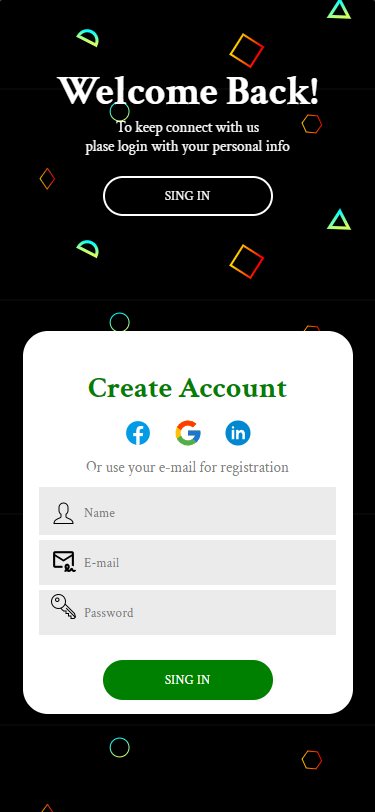 Welcome Back!
To keep connect with us
plase login with your personal info
SING IN
Create Account
in
Or use your e-mail for registration
Name
E-mail
Password
SING IN